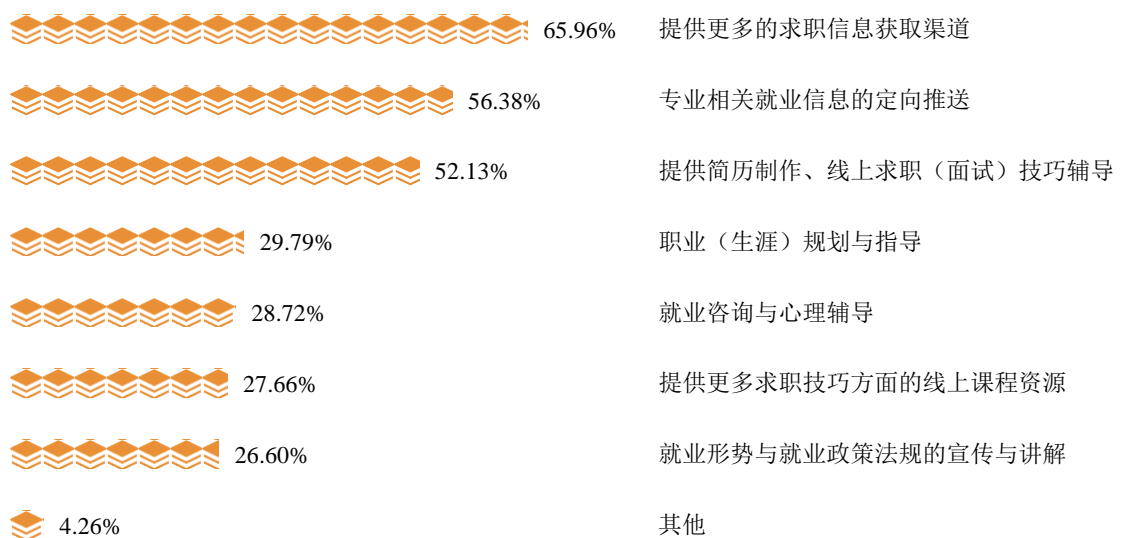 65.96% 提供更多的求职信息获取渠道
56.38% 专业相关就业信息的定向推送
52.13% 提供简历制作、线上求职（面试）技巧辅导
29.79% 职业（生涯）规划与指导
28.72% 就业咨询与心理辅导
27.66% 提供更多求职技巧方面的线上课程资源
26.60% 就业形势与就业政策法规的宣传与讲解
4.26% 其他